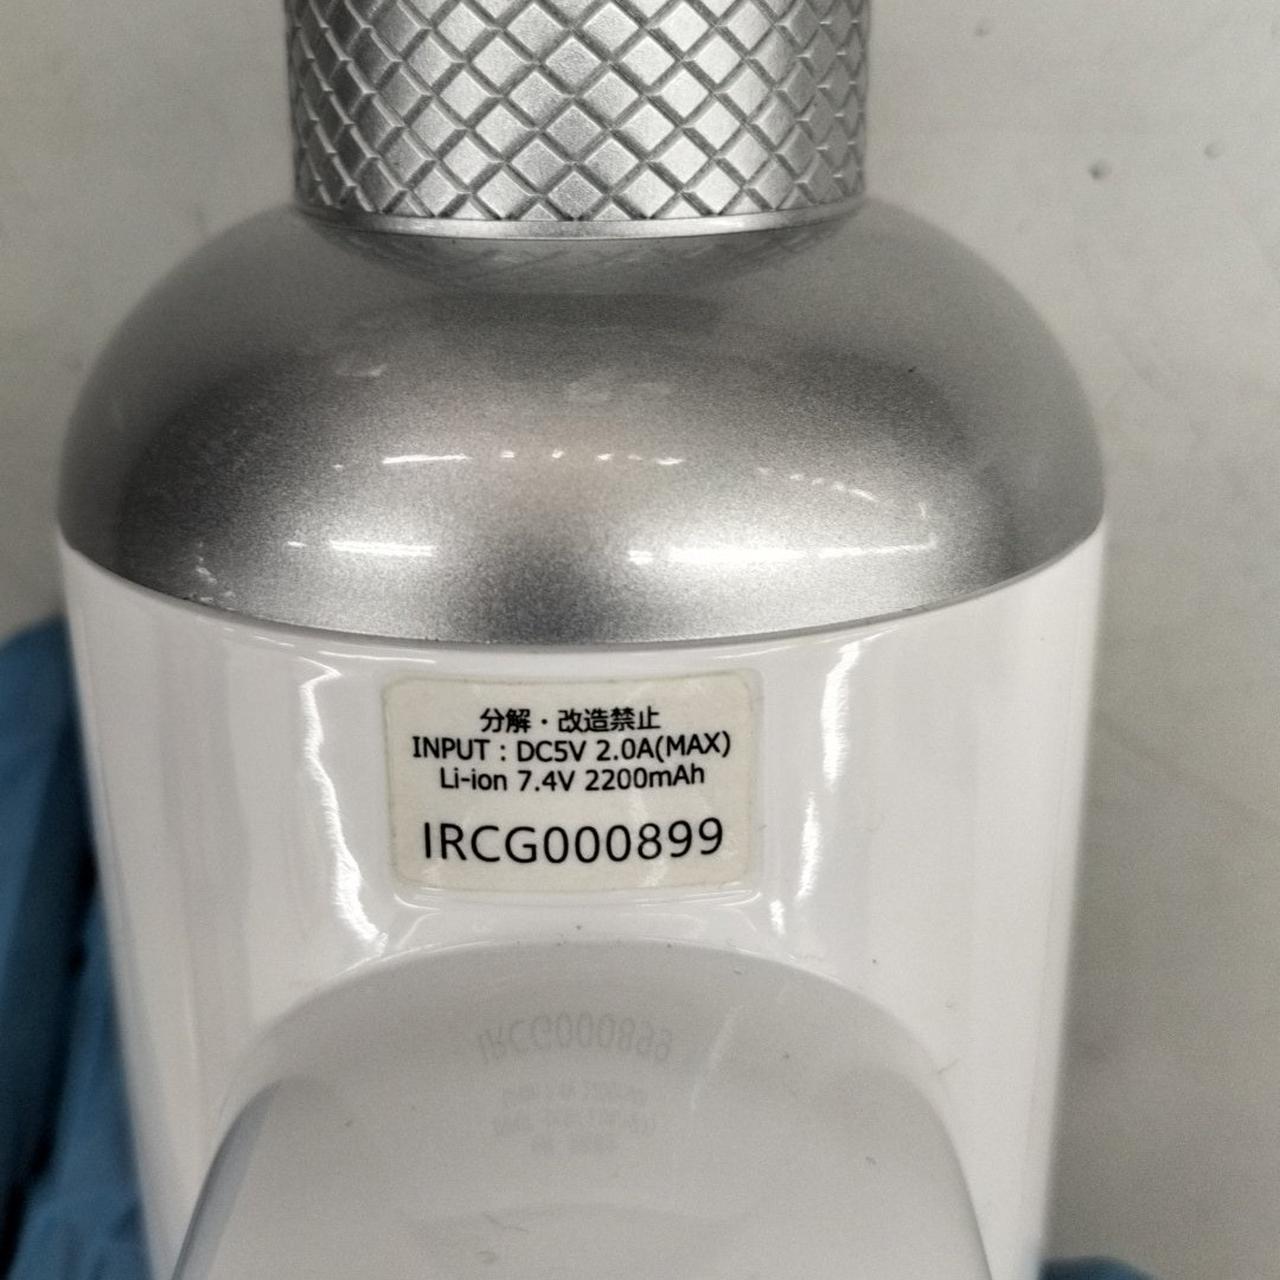 分解・改造禁止
INPUT : DC5V 2.0A(MAX)
Li-ion 7.4V 2200mAh
IRCG000899